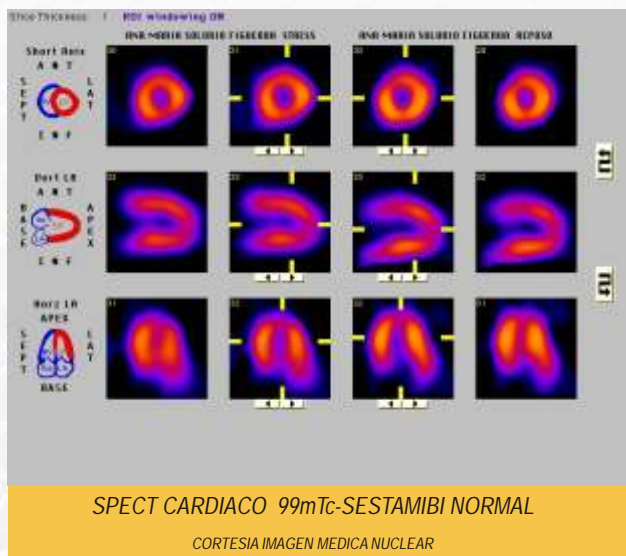 Slice Thickness: 1 ROI windowing ON
ANA MARIA SOLORIO FIGUEROA STRESS
ANA MARIA SOLORIO FIGUEROA REPOSO
Short Axis
ANT
SEPT
LAT
INF
Vert LA
ANT
BASE
APEX
INF
Horz LA
APEX
SEPT
LAT
BASE
SPECT CARDIACO 99mTc-SESTAMIBI NORMAL
CORTESIA IMAGEN MEDICA NUCLEAR